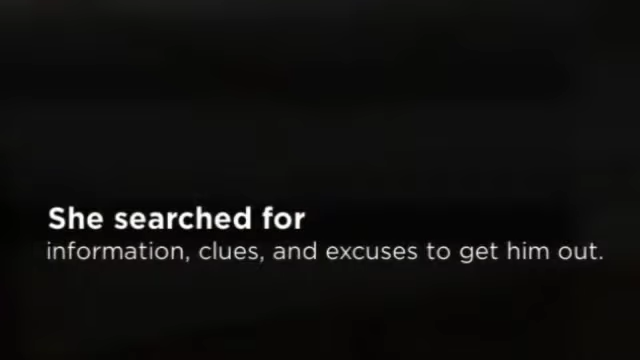 She searched for
information, clues, and excuses to get him out.